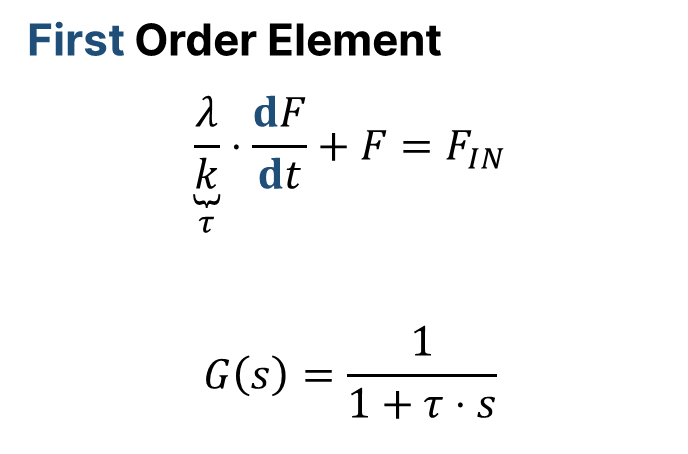 First Order Element
λ/k · dF/dt + F = F_IN
τ
G(s) = 1/(1 + τ · s)